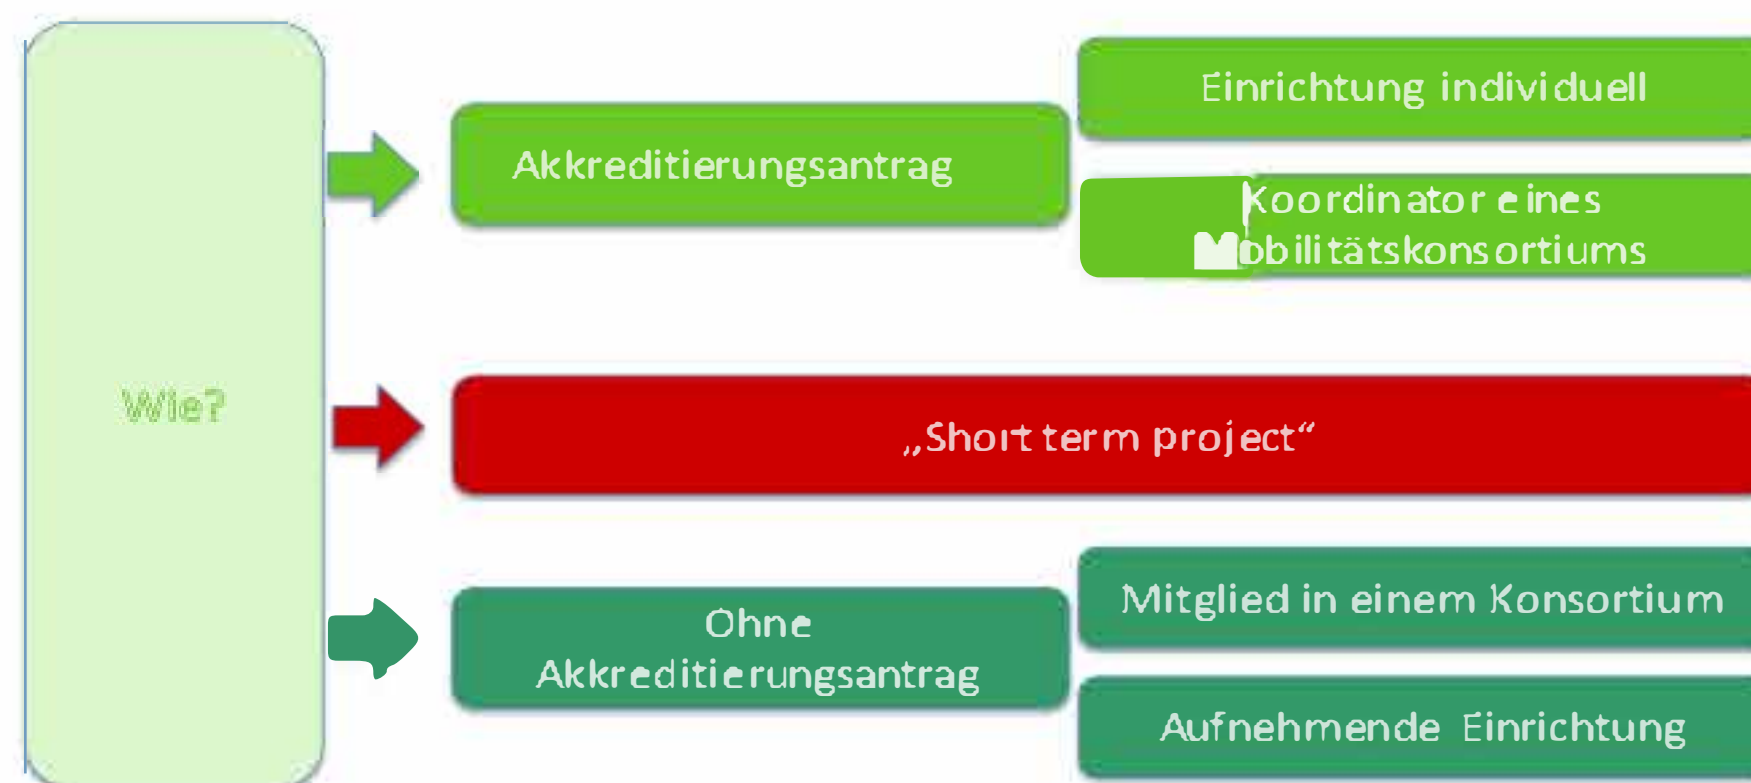 Wie?
Akkreditierungsantrag
Einrichtung individuell
Koordinator eines
Mobilitätskonsortiums
„Short term project“
Ohne
Akkreditierungsantrag
Mitglied in einem Konsortium
Aufnehmende Einrichtung